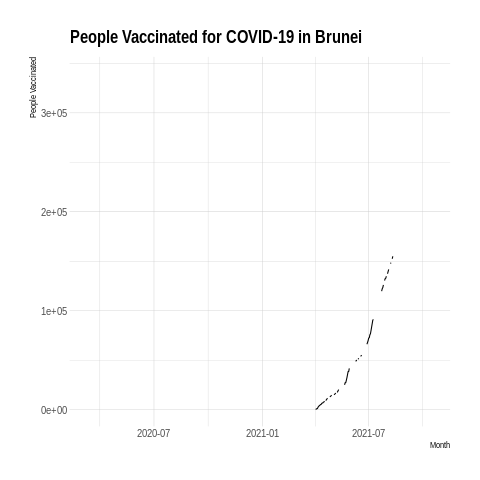 People Vaccinated for COVID-19 in Brunei
People Vaccinated
3e+05
2e+05
1e+05
0e+00
2020-07 2021-01 2021-07
Month